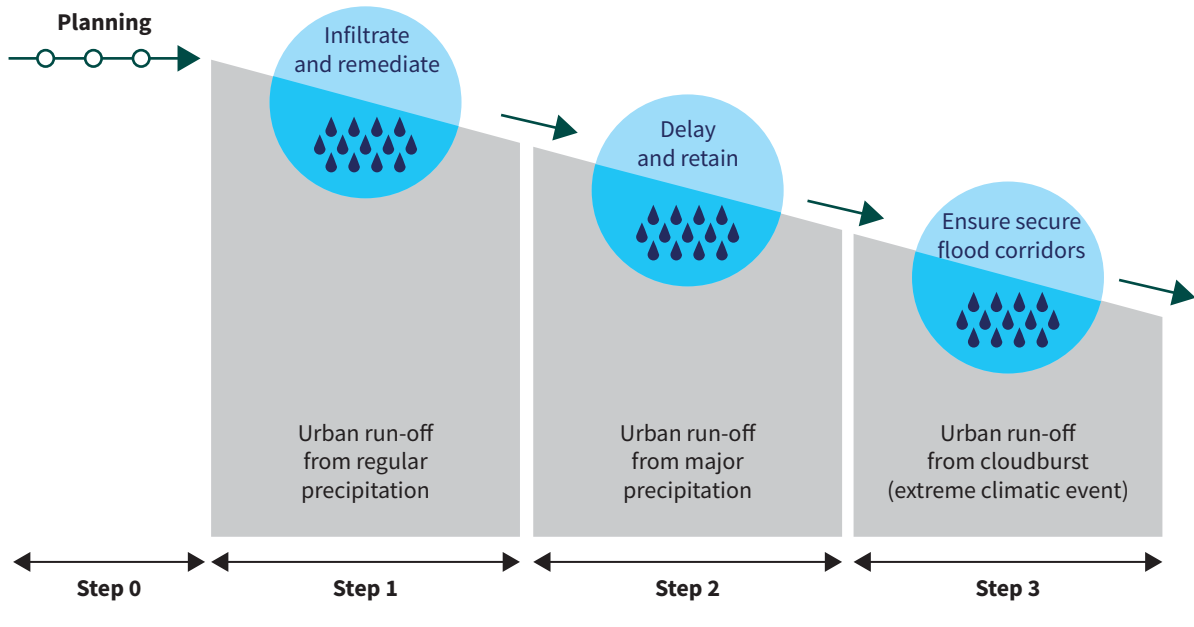 Planning
Infiltrate
and remediate
Delay
and retain
Ensure secure
flood corridors
Urban run-off
from regular
precipitation
Urban run-off
from major
precipitation
Urban run-off
from cloudburst
(extreme climatic event)
Step 0
Step 1
Step 2
Step 3